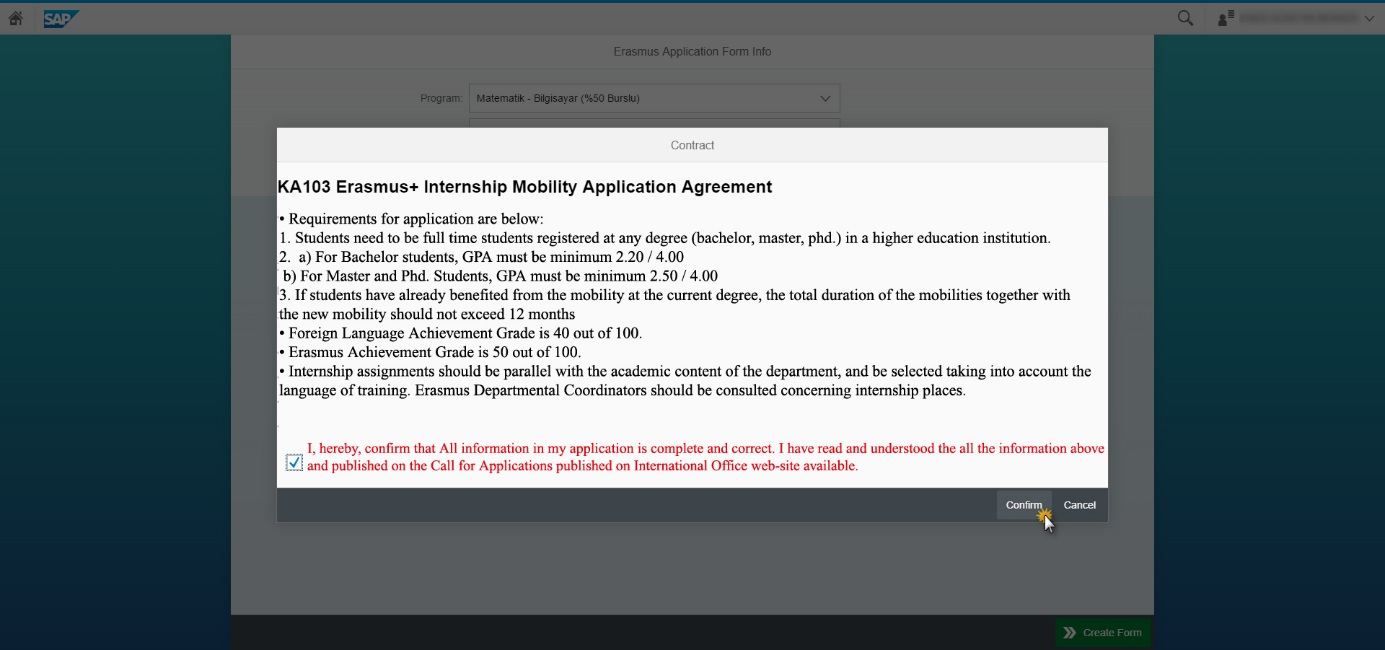 SAP
Erasmus Application Form Info
Program: Matematik - Bilgisayar (%50 Burslu)
Contract
KA103 Erasmus+ Internship Mobility Application Agreement
• Requirements for application are below:
1. Students need to be full time students registered at any degree (bachelor, master, phd.) in a higher education institution.
2.  a) For Bachelor students, GPA must be minimum 2.20 / 4.00
b) For Master and Phd. Students, GPA must be minimum 2.50 / 4.00
3. If students have already benefited from the mobility at the current degree, the total duration of the mobilities together with
the new mobility should not exceed 12 months
• Foreign Language Achievement Grade is 40 out of 100.
• Erasmus Achievement Grade is 50 out of 100.
• Internship assignments should be parallel with the academic content of the department, and be selected taking into account the
language of training. Erasmus Departmental Coordinators should be consulted concerning internship places.
I, hereby, confirm that All information in my application is complete and correct. I have read and understood the all the information above
and published on the Call for Applications published on International Office web-site available.
Confirm Cancel
Create Form